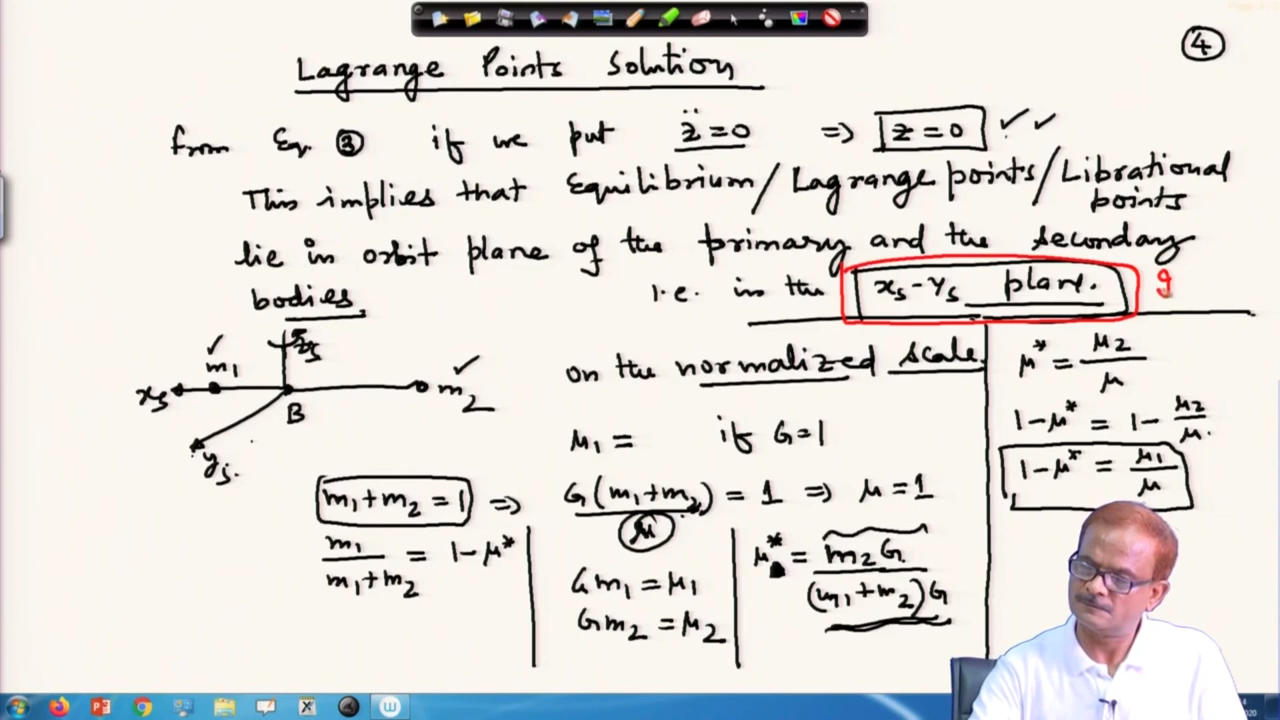 ④
Lagrange Points Solution
from Eq. ③ if we put z̈=0 ⇒ z=0 ✓✓
This implies that Equilibrium/Lagrange points/Librational points
lie in orbit plane of the primary and the secondary
bodies, i.e. in the xₛ-yₛ plane.
m₁
xₛ
B
m₂
yₛ
on the normalized scale.
μ₁ = if G=1
m₁+m₂=1 ⇒ G(m₁+m₂) = 1 ⇒ μ=1
μ
m₁/(m₁+m₂) = 1-μ*
Gm₁ = μ₁
Gm₂ = μ₂
μ* = m₂G/(m₁+m₂)G
μ* = μ₂/μ
1-μ* = 1-μ₂/μ.
1-μ* = μ₁/μ